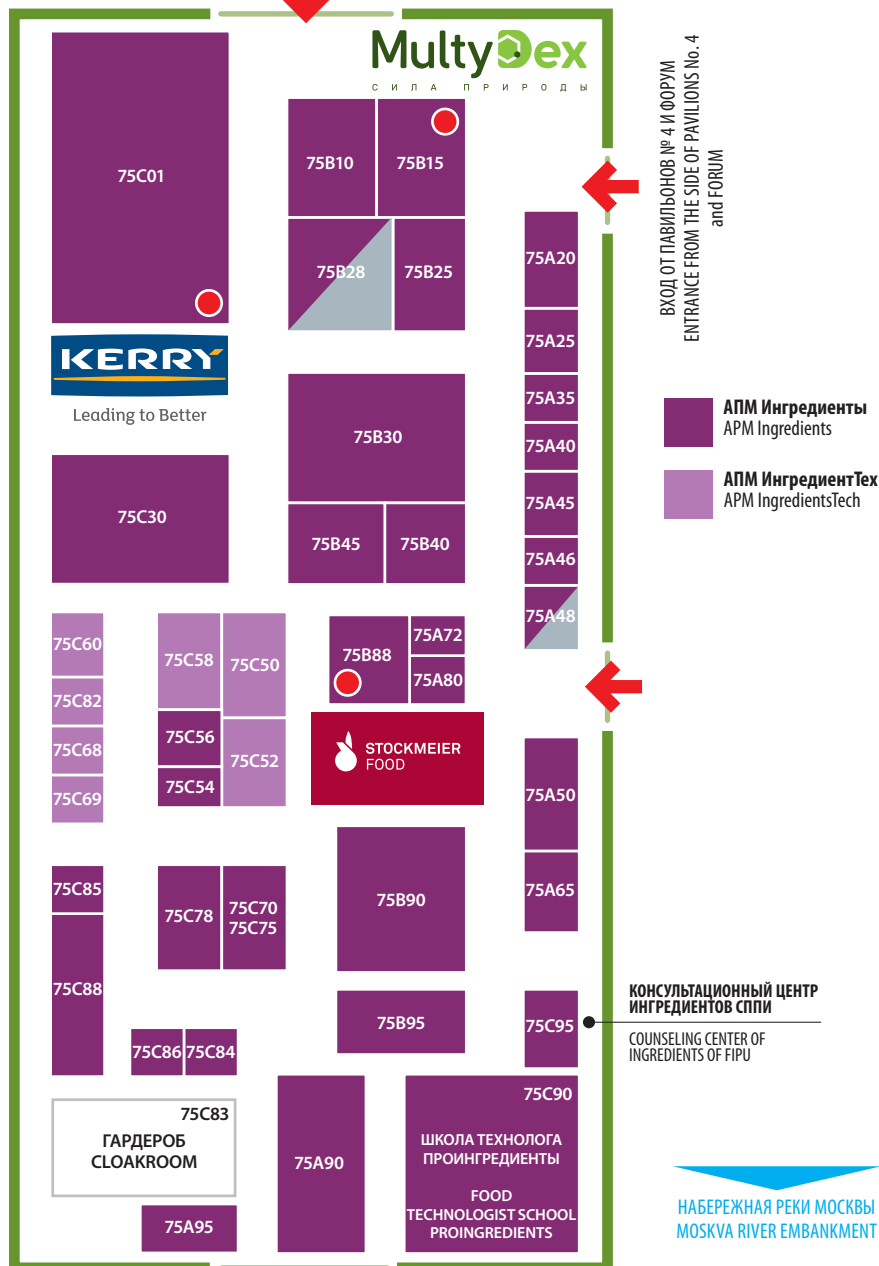 MultyDex
СИЛА ПРИРОДЫ
ВХОД ОТ ПАВИЛЬОНОВ № 4 И ФОРУМ
ENTRANCE FROM THE SIDE OF PAVILIONS No. 4
and FORUM
75C01
75B10
75B15
75B28
75B25
75A20
75A25
75A35
75A40
75A45
75A46
75A48
KERRY
Leading to Better
75B30
75B45
75B40
75C30
АПМ Ингредиенты
APM Ingredients
АПМ ИнгредиентТех
APM IngredientsTech
75C60
75C82
75C68
75C69
75C58
75C50
75C56
75C52
75C54
75B88
75A72
75A80
STOCKMEIER
FOOD
75A50
75A65
75C85
75C88
75C78
75C70
75C75
75B90
75B95
75C95
КОНСУЛЬТАЦИОННЫЙ ЦЕНТР
ИНГРЕДИЕНТОВ СППИ
COUNSELING CENTER OF
INGREDIENTS OF FIPU
75C86
75C84
75C83
ГАРДЕРОБ
CLOAKROOM
75A95
75A90
75C90
ШКОЛА ТЕХНОЛОГА
ПРОИНГРЕДИЕНТЫ
FOOD
TECHNOLOGIST SCHOOL
PROINGREDIENTS
НАБЕРЕЖНАЯ РЕКИ МОСКВЫ
MOSKVA RIVER EMBANKMENT